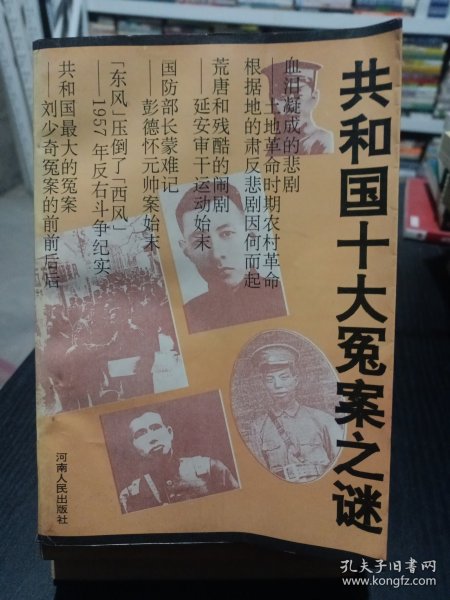 共和国十大冤案之谜
血泪凝成的悲剧
——土地革命时期农村革命
根据地的肃反悲剧因何而起
荒唐和残酷的闹剧
——延安审干运动始末
国防部长蒙难记
——彭德怀元帅案始末
「东风」压倒了「西风」
——1957年反右斗争纪实
共和国最大的冤案
——刘少奇冤案的前前后后
河南人民出版社
孔夫子旧书网
www.kongfz.com